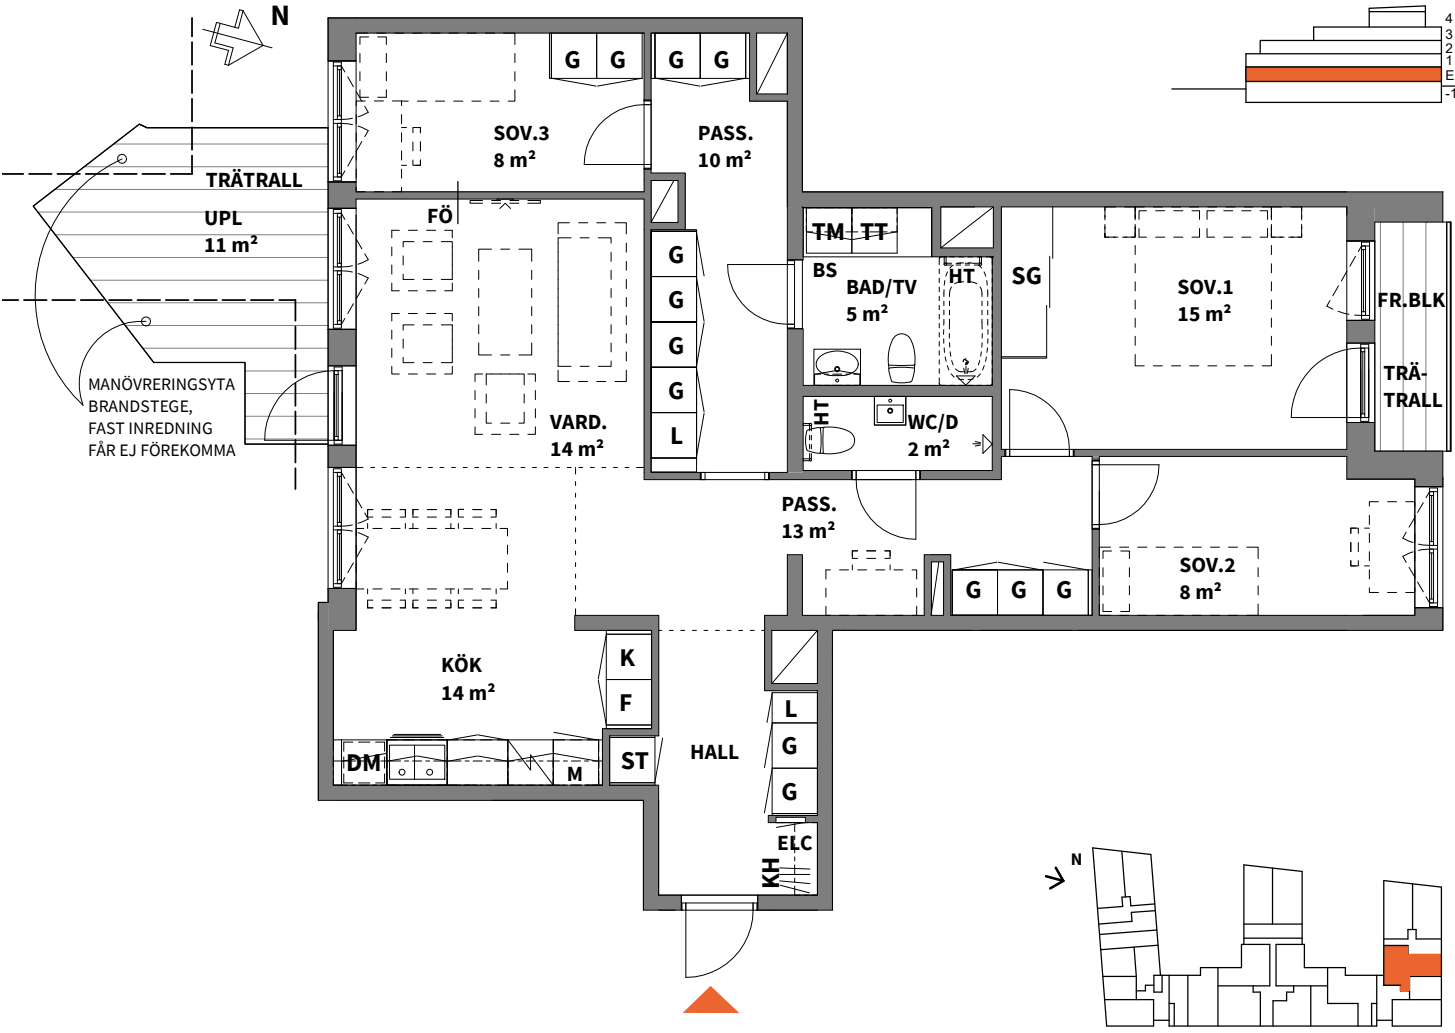 N
4
3
2
1
E
-1
G G
G G
SOV.3
8 m²
PASS.
10 m²
TRÄTRALL
UPL
11 m²
FÖ
TM TT
BS
BAD/TV
5 m²
HT
SG
SOV.1
15 m²
FR.BLK
TRÄ-
TRALL
G
G
G
G
L
MANÖVRERINGSYTA
BRANDSTEGE,
FAST INREDNING
FÅR EJ FÖREKOMMA
VARD.
14 m²
HT
WC/D
2 m²
PASS.
13 m²
G G G
SOV.2
8 m²
KÖK
14 m²
K
F
DM
M
ST
HALL
L
G
G
ELC
KH
N